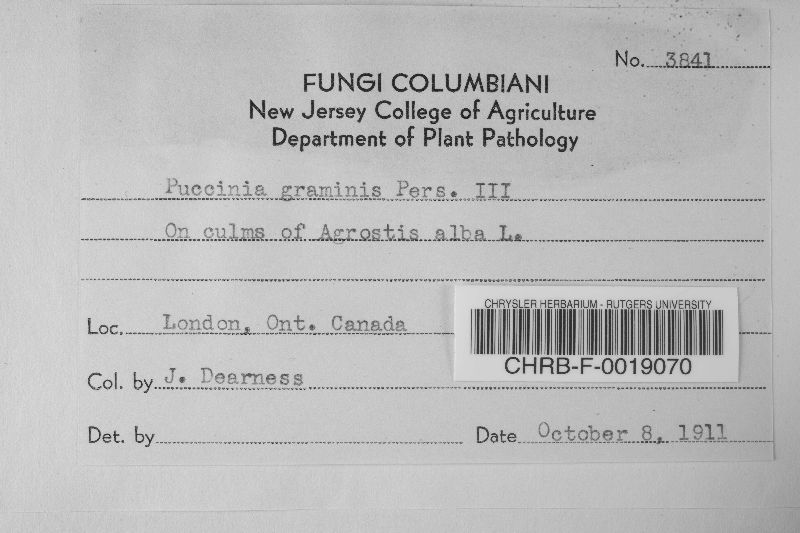 No. 3841
FUNGI COLUMBIANI
New Jersey College of Agriculture
Department of Plant Pathology
Puccinia graminis Pers. III
On culms of Agrostis alba L.
CHRYSLER HERBARIUM - RUTGERS UNIVERSITY
Loc. London, Ont. Canada
CHRB-F-0019070
Col. by J. Dearness
Det. by
Date October 8, 1911